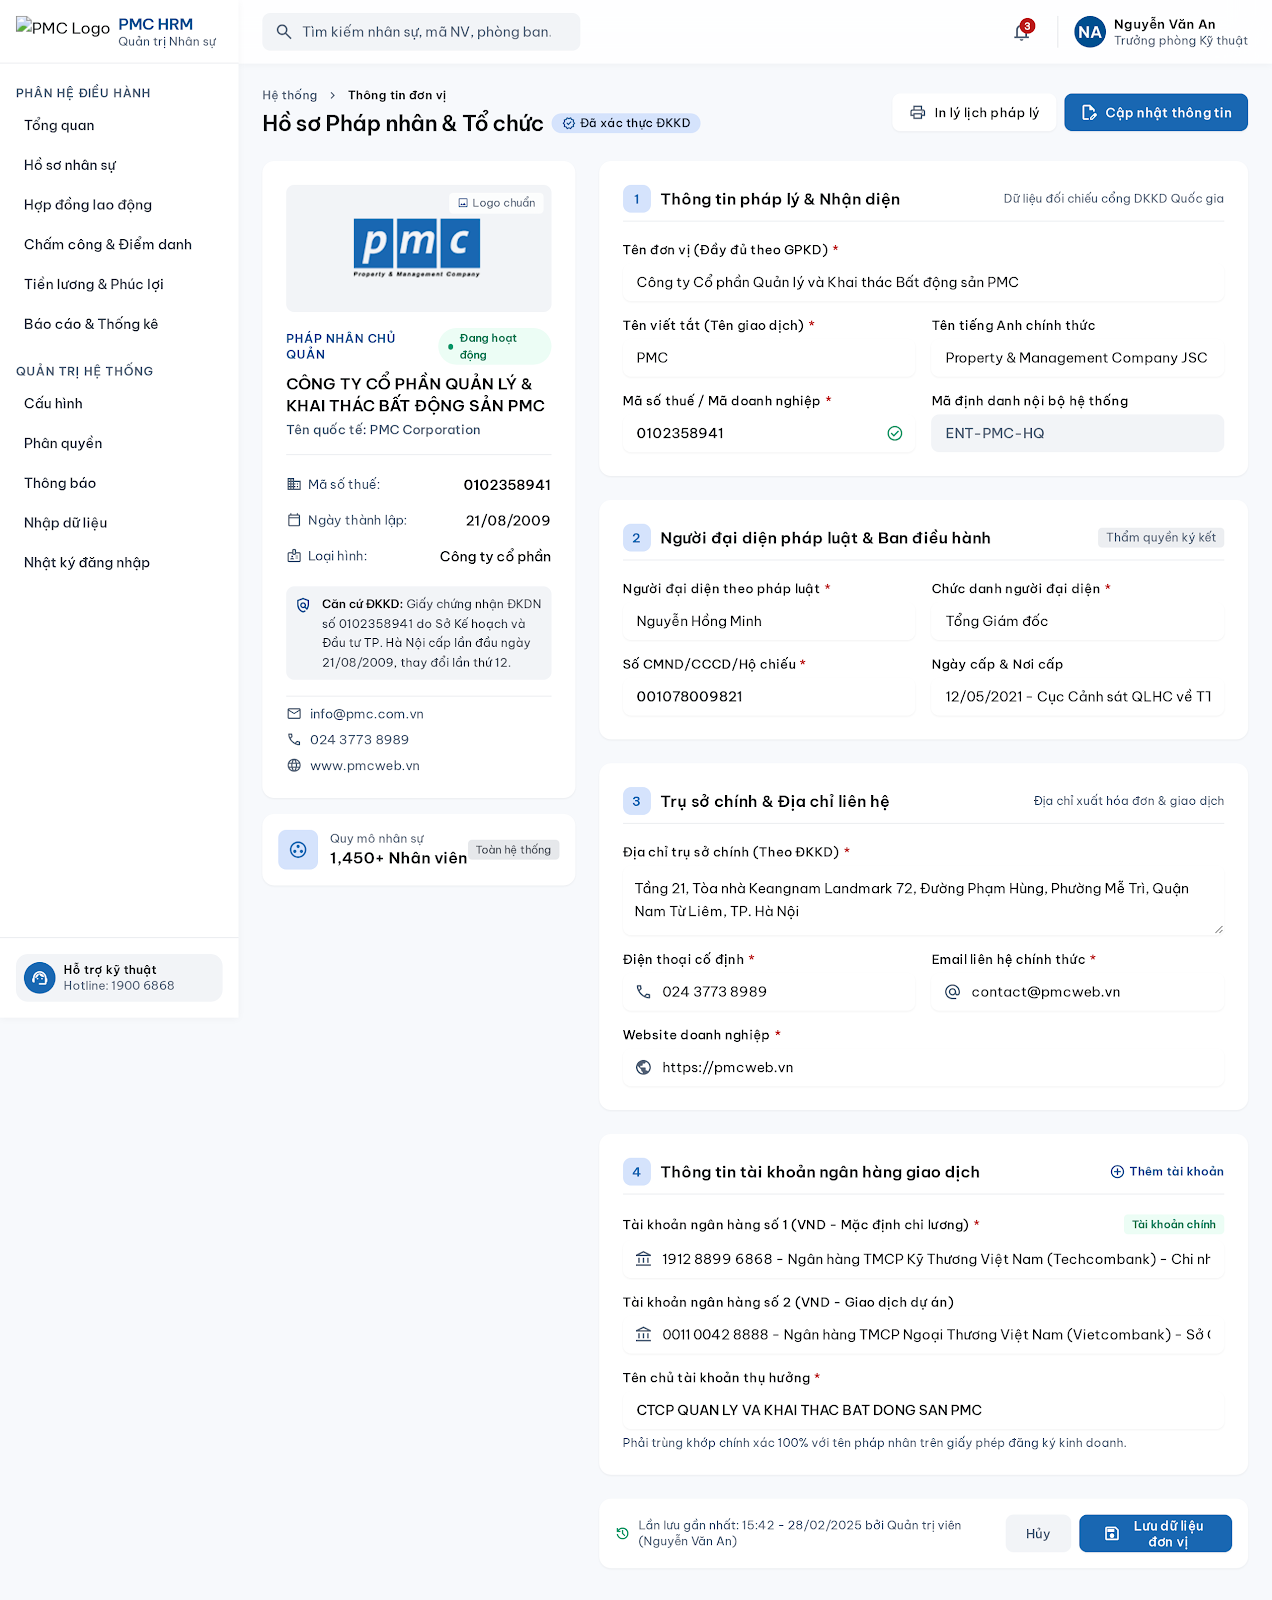 PMC Logo
PMC HRM
Quản trị Nhân sự
Tìm kiếm nhân sự, mã NV, phòng ban.
3
NA
Nguyễn Văn An
Trưởng phòng Kỹ thuật
PHÂN HỆ ĐIỀU HÀNH
Tổng quan
Hồ sơ nhân sự
Hợp đồng lao động
Chấm công & Điểm danh
Tiền lương & Phúc lợi
Báo cáo & Thống kê
QUẢN TRỊ HỆ THỐNG
Cấu hình
Phân quyền
Thông báo
Nhập dữ liệu
Nhật ký đăng nhập
Hỗ trợ kỹ thuật
Hotline: 1900 6868
Hệ thống > Thông tin đơn vị
Hồ sơ Pháp nhân & Tổ chức
Đã xác thực ĐKKD
In lý lịch pháp lý
Cập nhật thông tin
Logo chuẩn
pmc
Property & Management Company
PHÁP NHÂN CHỦ
QUẢN
Đang hoạt
động
CÔNG TY CỔ PHẦN QUẢN LÝ &
KHAI THÁC BẤT ĐỘNG SẢN PMC
Tên quốc tế: PMC Corporation
Mã số thuế: 0102358941
Ngày thành lập: 21/08/2009
Loại hình: Công ty cổ phần
Căn cứ ĐKKD: Giấy chứng nhận ĐKDN
số 0102358941 do Sở Kế hoạch và
Đầu tư TP. Hà Nội cấp lần đầu ngày
21/08/2009, thay đổi lần thứ 12.
info@pmc.com.vn
024 3773 8989
www.pmcweb.vn
Quy mô nhân sự
1,450+ Nhân viên
Toàn hệ thống
1 Thông tin pháp lý & Nhận diện
Dữ liệu đối chiếu cổng DKKD Quốc gia
Tên đơn vị (Đầy đủ theo GPKD) *
Công ty Cổ phần Quản lý và Khai thác Bất động sản PMC
Tên viết tắt (Tên giao dịch) *
PMC
Tên tiếng Anh chính thức
Property & Management Company JSC
Mã số thuế / Mã doanh nghiệp *
0102358941
Mã định danh nội bộ hệ thống
ENT-PMC-HQ
2 Người đại diện pháp luật & Ban điều hành
Thẩm quyền ký kết
Người đại diện theo pháp luật *
Nguyễn Hồng Minh
Chức danh người đại diện *
Tổng Giám đốc
Số CMND/CCCD/Hộ chiếu *
001078009821
Ngày cấp & Nơi cấp
12/05/2021 - Cục Cảnh sát QLHC về TT
3 Trụ sở chính & Địa chỉ liên hệ
Địa chỉ xuất hóa đơn & giao dịch
Địa chỉ trụ sở chính (Theo ĐKKD) *
Tầng 21, Tòa nhà Keangnam Landmark 72, Đường Phạm Hùng, Phường Mễ Trì, Quận
Nam Từ Liêm, TP. Hà Nội
Điện thoại cố định *
024 3773 8989
Email liên hệ chính thức *
contact@pmcweb.vn
Website doanh nghiệp *
https://pmcweb.vn
4 Thông tin tài khoản ngân hàng giao dịch
Thêm tài khoản
Tài khoản ngân hàng số 1 (VND - Mặc định chi lương) *
Tài khoản chính
1912 8899 6868 - Ngân hàng TMCP Kỹ Thương Việt Nam (Techcombank) - Chi nh
Tài khoản ngân hàng số 2 (VND - Giao dịch dự án)
0011 0042 8888 - Ngân hàng TMCP Ngoại Thương Việt Nam (Vietcombank) - Sở
Tên chủ tài khoản thụ hưởng *
CTCP QUAN LY VA KHAI THAC BAT DONG SAN PMC
Phải trùng khớp chính xác 100% với tên pháp nhân trên giấy phép đăng ký kinh doanh.
Lần lưu gần nhất: 15:42 - 28/02/2025 bởi Quản trị viên
(Nguyễn Văn An)
Hủy
Lưu dữ liệu
đơn vị